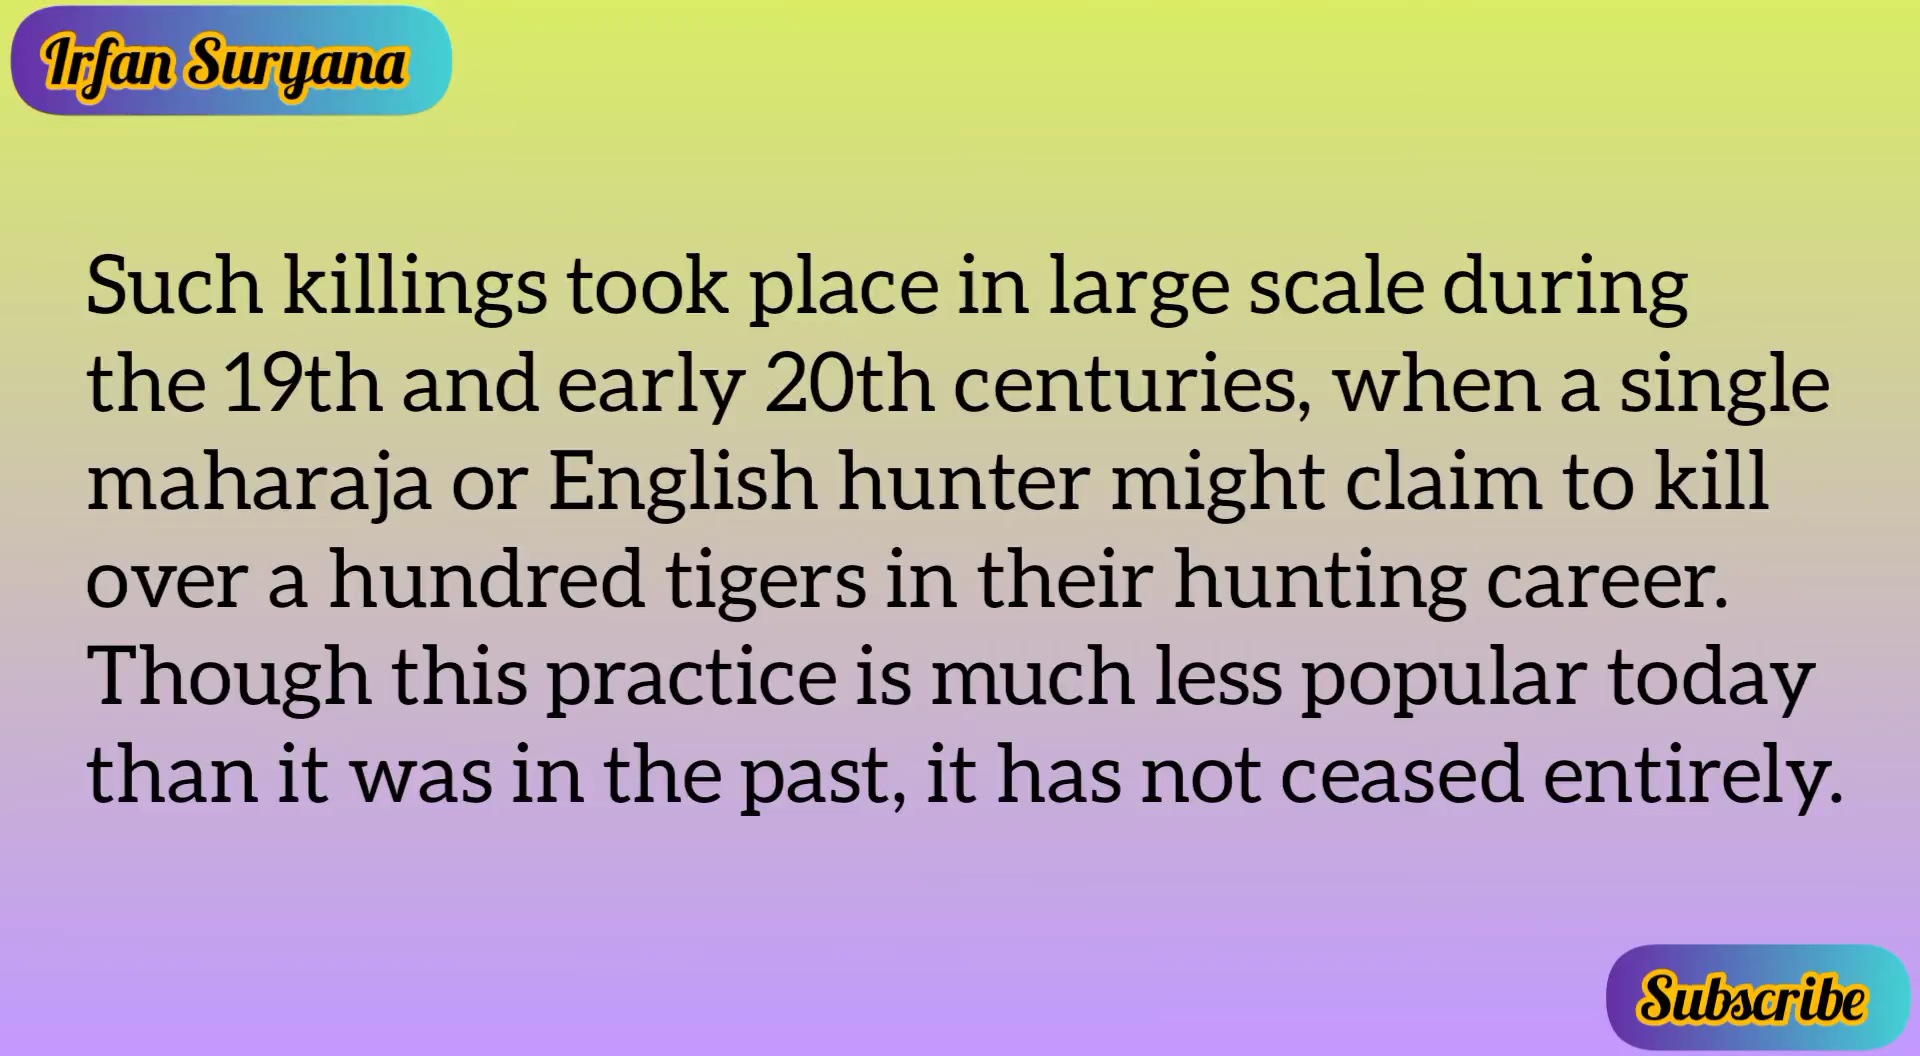 Irfan Suryana
Such killings took place in large scale during
the 19th and early 20th centuries, when a single
maharaja or English hunter might claim to kill
over a hundred tigers in their hunting career.
Though this practice is much less popular today
than it was in the past, it has not ceased entirely.
Subscribe